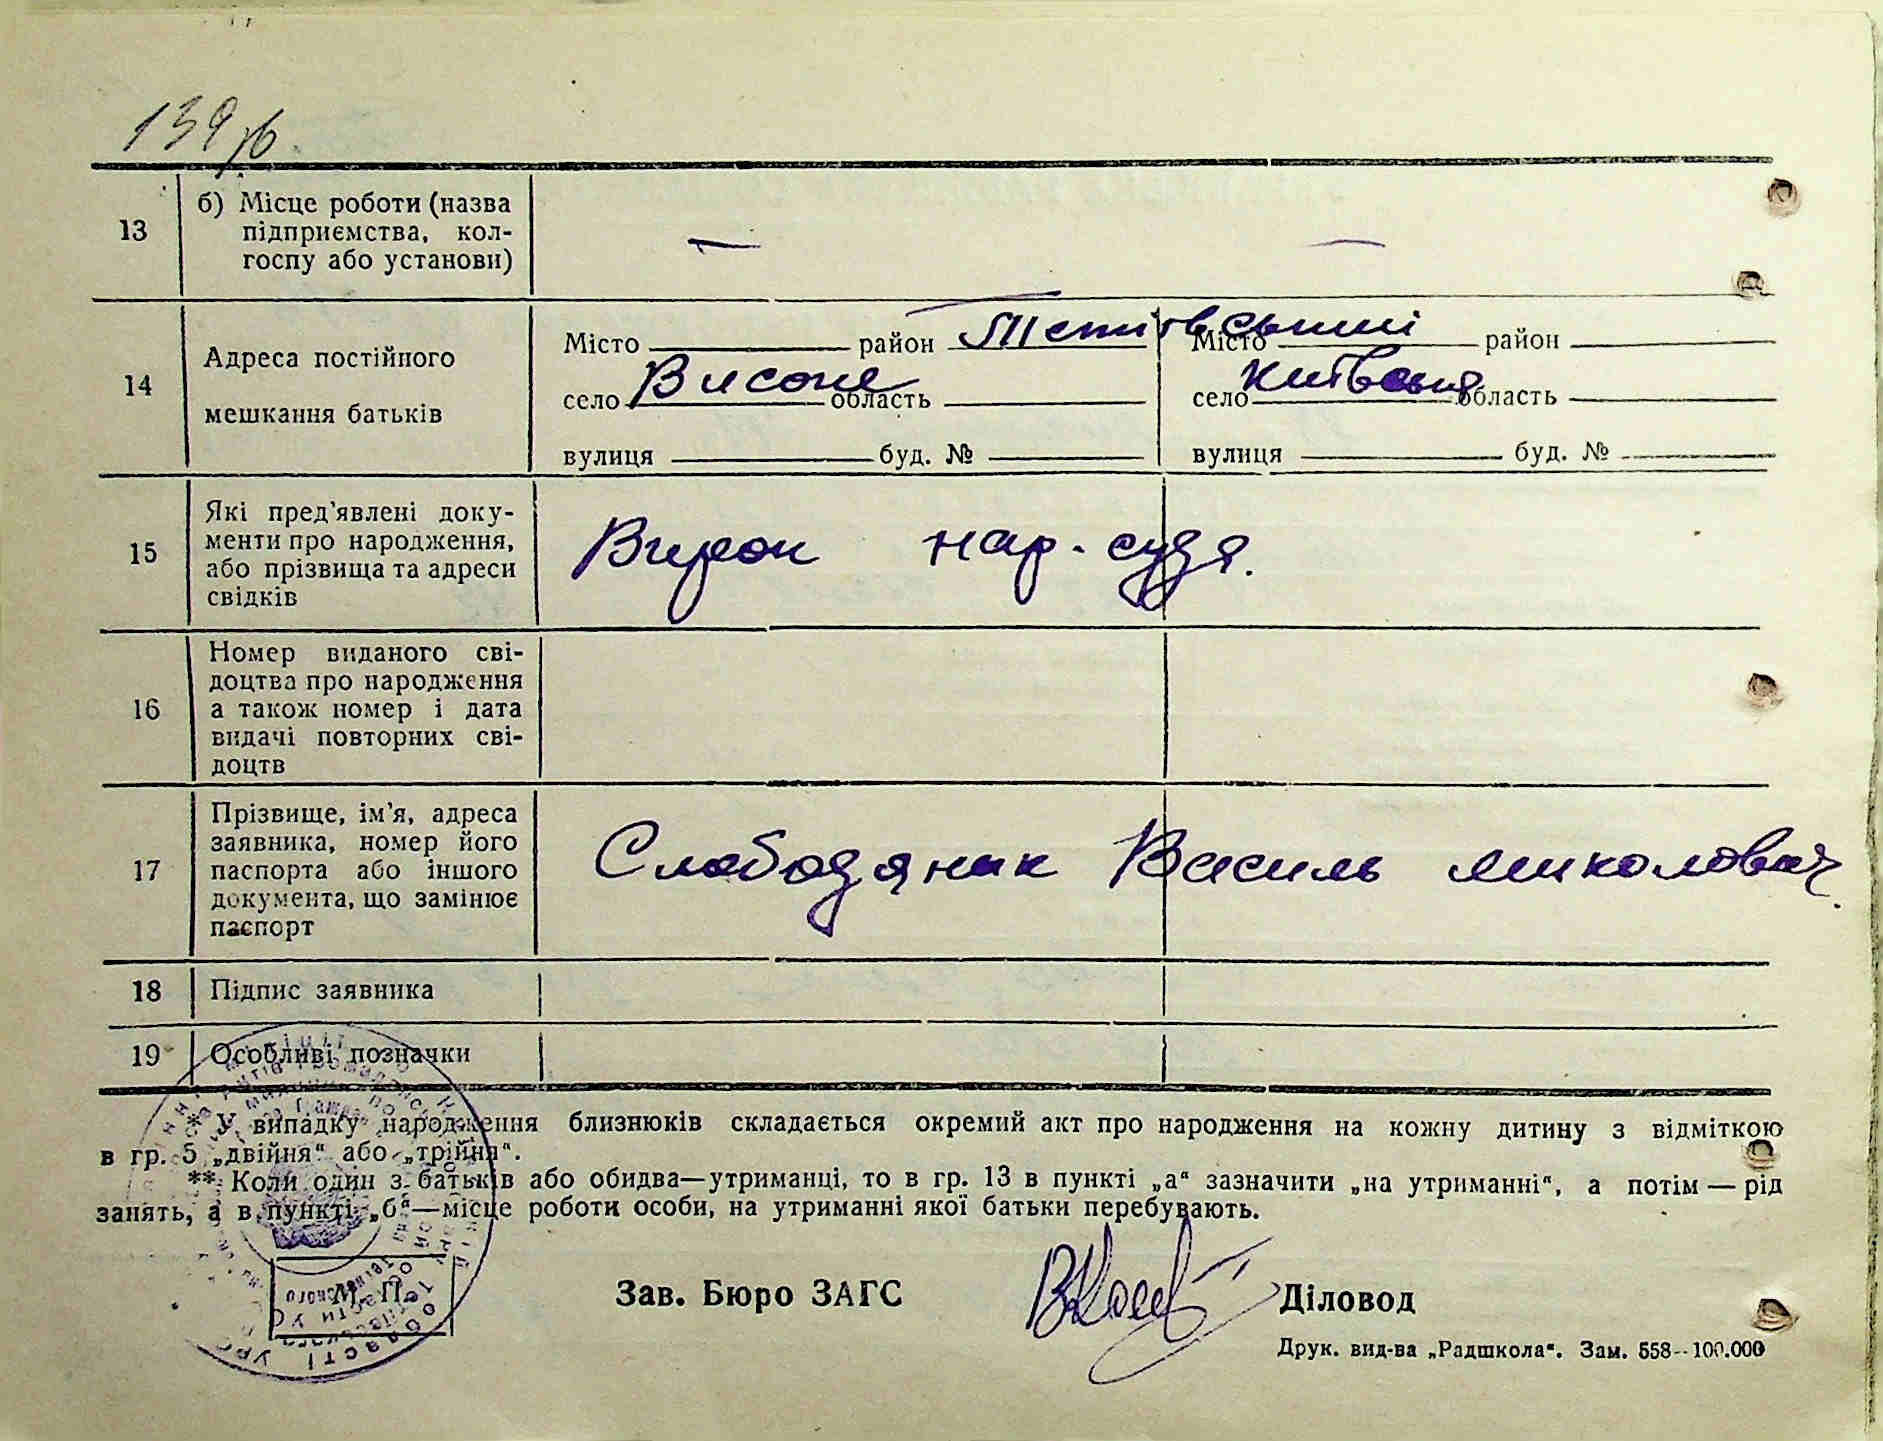 139 зб
13
б) Місце роботи (назва
підприємства, кол-
госпу або установи)
—
—
14
Адреса постійного
мешкання батьків
Місто район Тетіївський
село Високе область
вулиця буд. №
Місто район
село Київська область
вулиця буд. №
15
Які пред'явлені доку-
менти про народження,
або прізвища та адреси
свідків
Вирок нар. суда.
16
Номер виданого сві-
доцтва про народження
а також номер і дата
видачі повторних сві-
доцтв
17
Прізвище, ім'я, адреса
заявника, номер його
паспорта або іншого
документа, що замінює
паспорт
Слободяник Василь Миколович.
18
Підпис заявника
19
Особливі позначки
* У випадку народження близнюків складається окремий акт про народження на кожну дитину з відміткою
в гр. 5 „двійня“ або „трійня“.
** Коли один з батьків або обидва—утриманці, то в гр. 13 в пункті „а“ зазначити „на утриманні“, а потім — рід
занять, а в пункті „б“—місце роботи особи, на утриманні якої батьки перебувають.
М. П.
Зав. Бюро ЗАГС
Діловод
Друк. вид-ва „Радшкола“. Зам. 558—100.000